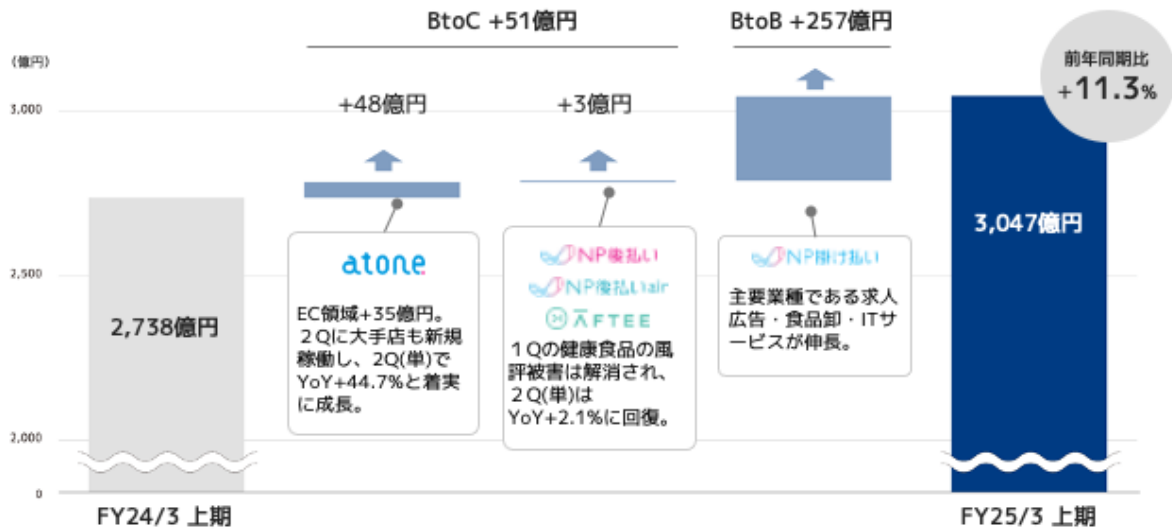 BtoC +51億円
BtoB +257億円
(億円)
前年同期比
+11.3%
3,000
+48億円
+3億円
3,047億円
2,500
atone
NP後払い
NP後払いair
AFTEE
NP掛け払い
2,738億円
EC領域+35億円。
２Qに大手店も新規
稼働し、2Q(単)で
YoY+44.7%と着実
に成長。
１Qの健康食品の風
評被害は解消され、
２Q(単)は
YoY+2.1%に回復。
主要業種である求人
広告・食品卸・ITサ
ービスが伸長。
2,000
0
FY24/3 上期
FY25/3 上期